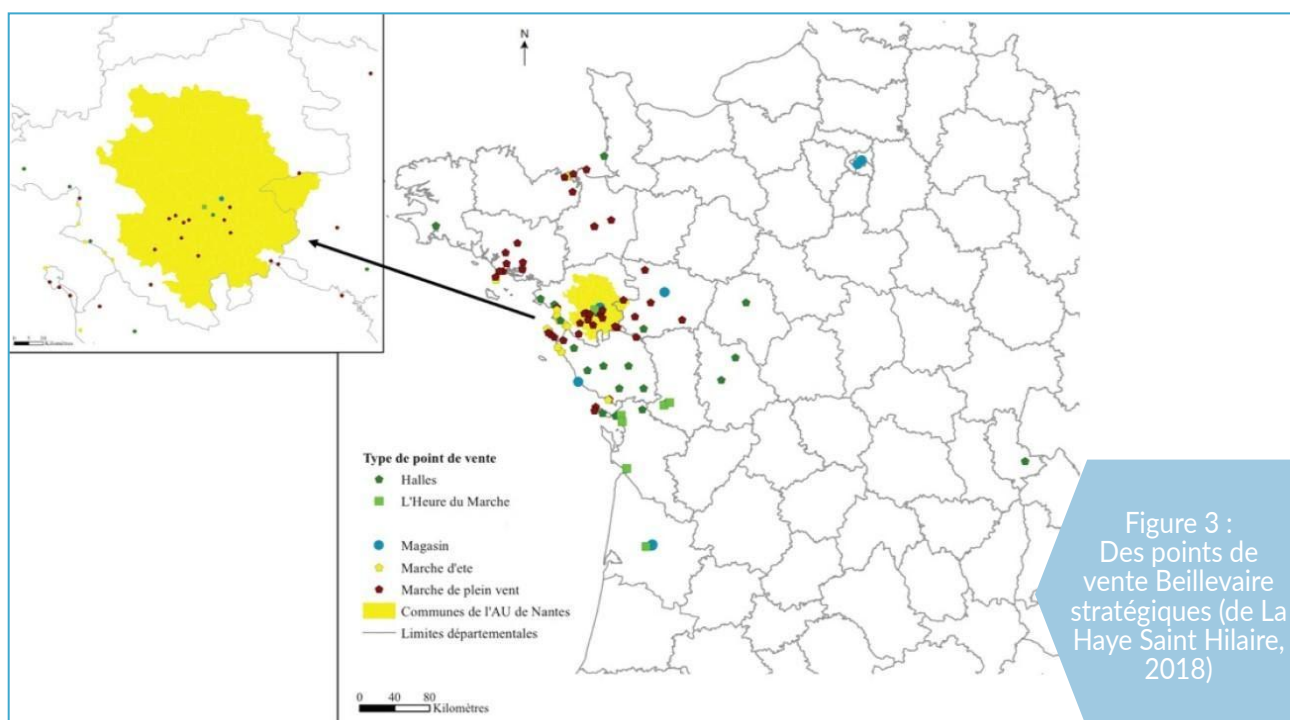 N
Kilomètres
Type de point de vente
Halles
L'Heure du Marche
Magasin
Marche d'ete
Marche de plein vent
Communes de l'AU de Nantes
Limites départementales
0 40 80
Kilomètres
Figure 3 :
Des points de
vente Beillevaire
stratégiques (de La
Haye Saint Hilaire,
2018)